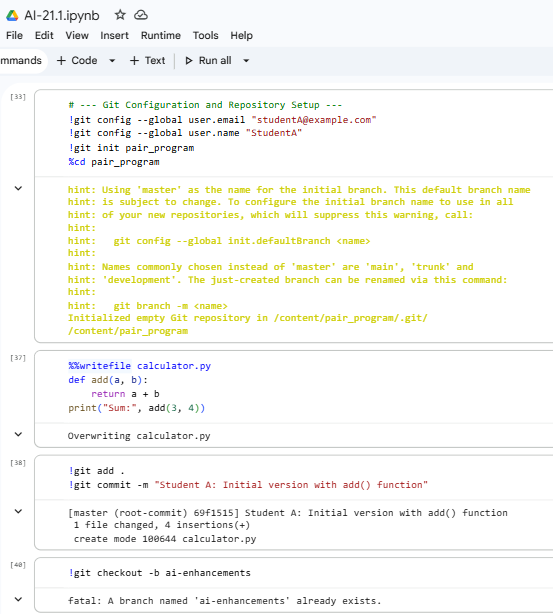 AI-21.1.ipynb
File Edit View Insert Runtime Tools Help
mmands + Code + Text Run all
[33]
# --- Git Configuration and Repository Setup ---
!git config --global user.email "studentA@example.com"
!git config --global user.name "StudentA"
!git init pair_program
%cd pair_program
hint: Using 'master' as the name for the initial branch. This default branch name
hint: is subject to change. To configure the initial branch name to use in all
hint: of your new repositories, which will suppress this warning, call:
hint:
hint:   git config --global init.defaultBranch <name>
hint:
hint: Names commonly chosen instead of 'master' are 'main', 'trunk' and
hint: 'development'. The just-created branch can be renamed via this command:
hint:
hint:   git branch -m <name>
Initialized empty Git repository in /content/pair_program/.git/
/content/pair_program
[37]
%%writefile calculator.py
def add(a, b):
    return a + b
print("Sum:", add(3, 4))
Overwriting calculator.py
[38]
!git add .
!git commit -m "Student A: Initial version with add() function"
[master (root-commit) 69f1515] Student A: Initial version with add() function
 1 file changed, 4 insertions(+)
 create mode 100644 calculator.py
[40]
!git checkout -b ai-enhancements
fatal: A branch named 'ai-enhancements' already exists.